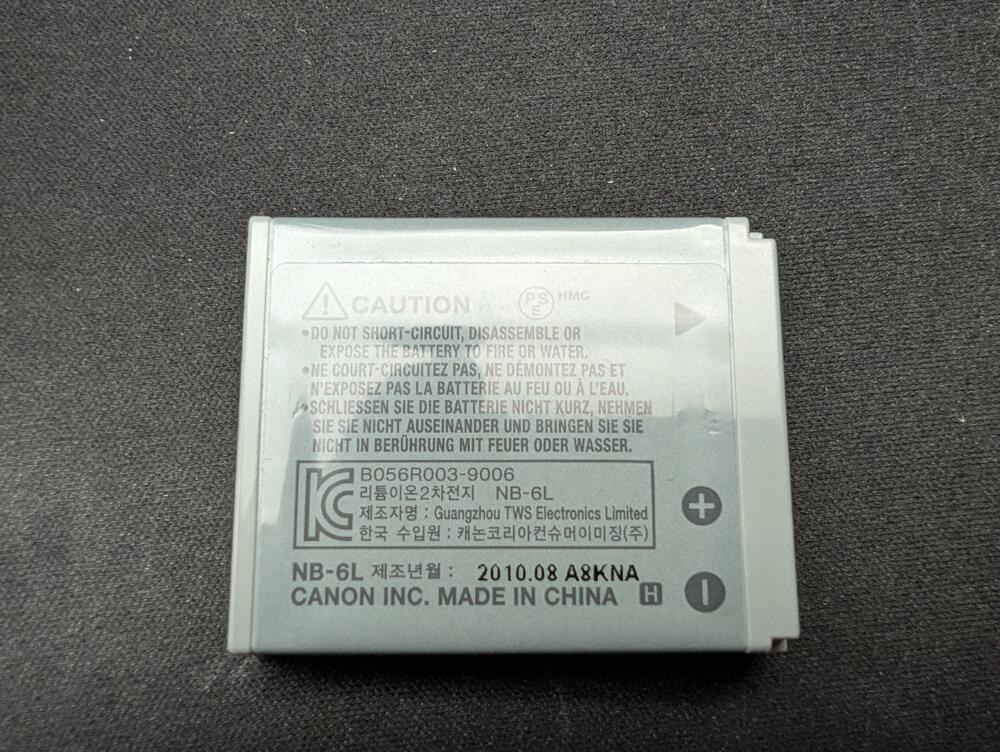 CAUTION PSE HMC
•DO NOT SHORT-CIRCUIT, DISASSEMBLE OR
EXPOSE THE BATTERY TO FIRE OR WATER.
•NE COURT-CIRCUITEZ PAS, NE DÉMONTEZ PAS ET
N'EXPOSEZ PAS LA BATTERIE AU FEU OU À L'EAU.
•SCHLIESSEN SIE DIE BATTERIE NICHT KURZ, NEHMEN
SIE SIE NICHT AUSEINANDER UND BRINGEN SIE SIE
NICHT IN BERÜHRUNG MIT FEUER ODER WASSER.
KC B056R003-9006
리튬이온2차전지 NB-6L
제조자명 : Guangzhou TWS Electronics Limited
한국 수입원 : 캐논코리아컨슈머이미징(주)
+
NB-6L 제조년월 : 2010.08 A8KNA
CANON INC. MADE IN CHINA H −